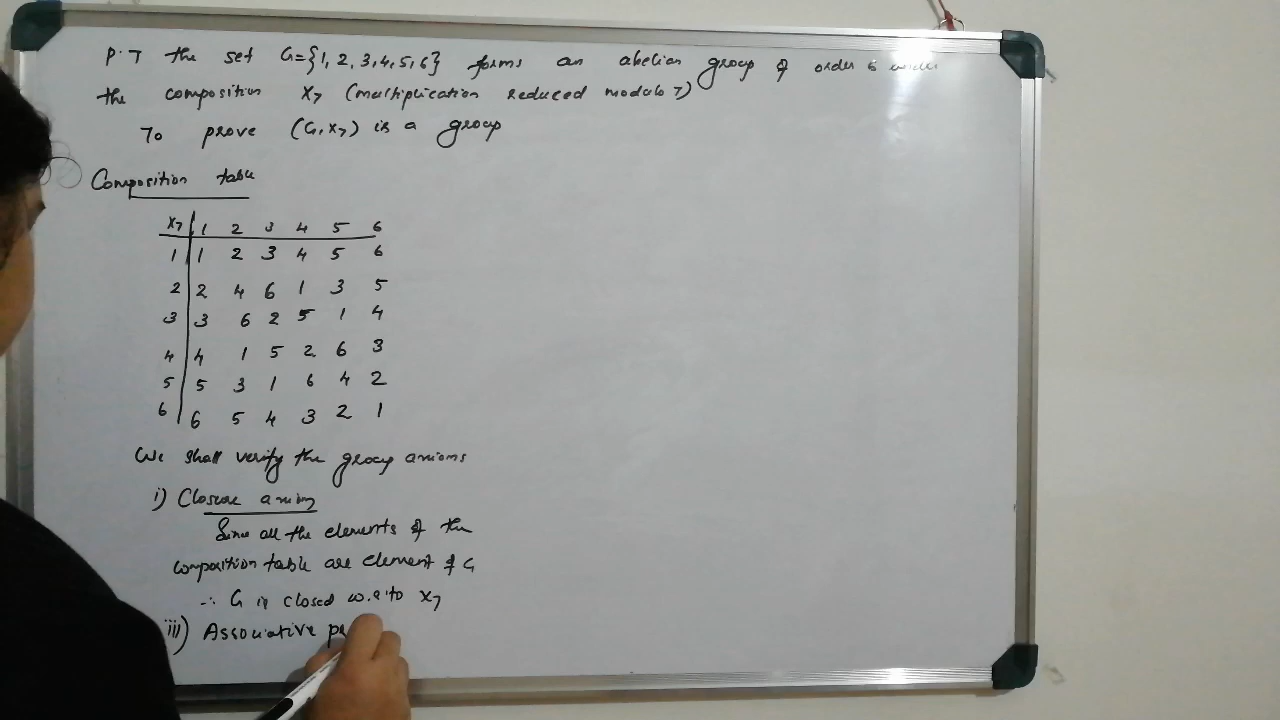 P.T the set G={1, 2, 3, 4, 5, 6} forms an abelian group of order 6 under
the composition X7 (multiplication reduced modulo 7)
To prove (G, X7) is a group
Composition table
X7 1 2 3 4 5 6
1 1 2 3 4 5 6
2 2 4 6 1 3 5
3 3 6 2 5 1 4
4 4 1 5 2 6 3
5 5 3 1 6 4 2
6 6 5 4 3 2 1
We shall verify the group axioms
i) Closure axiom
Since all the elements of the
composition table are element of G
∴ G is closed w.r.to X7
iii) Associative pr